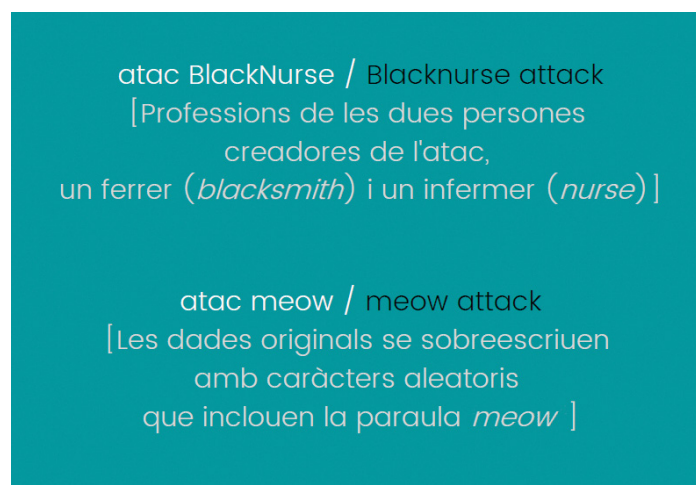 atac BlackNurse / Blacknurse attack
[Professions de les dues persones
creadores de l'atac,
un ferrer (blacksmith) i un infermer (nurse)]
atac meow / meow attack
[Les dades originals se sobreescriuen
amb caràcters aleatoris
que inclouen la paraula meow ]